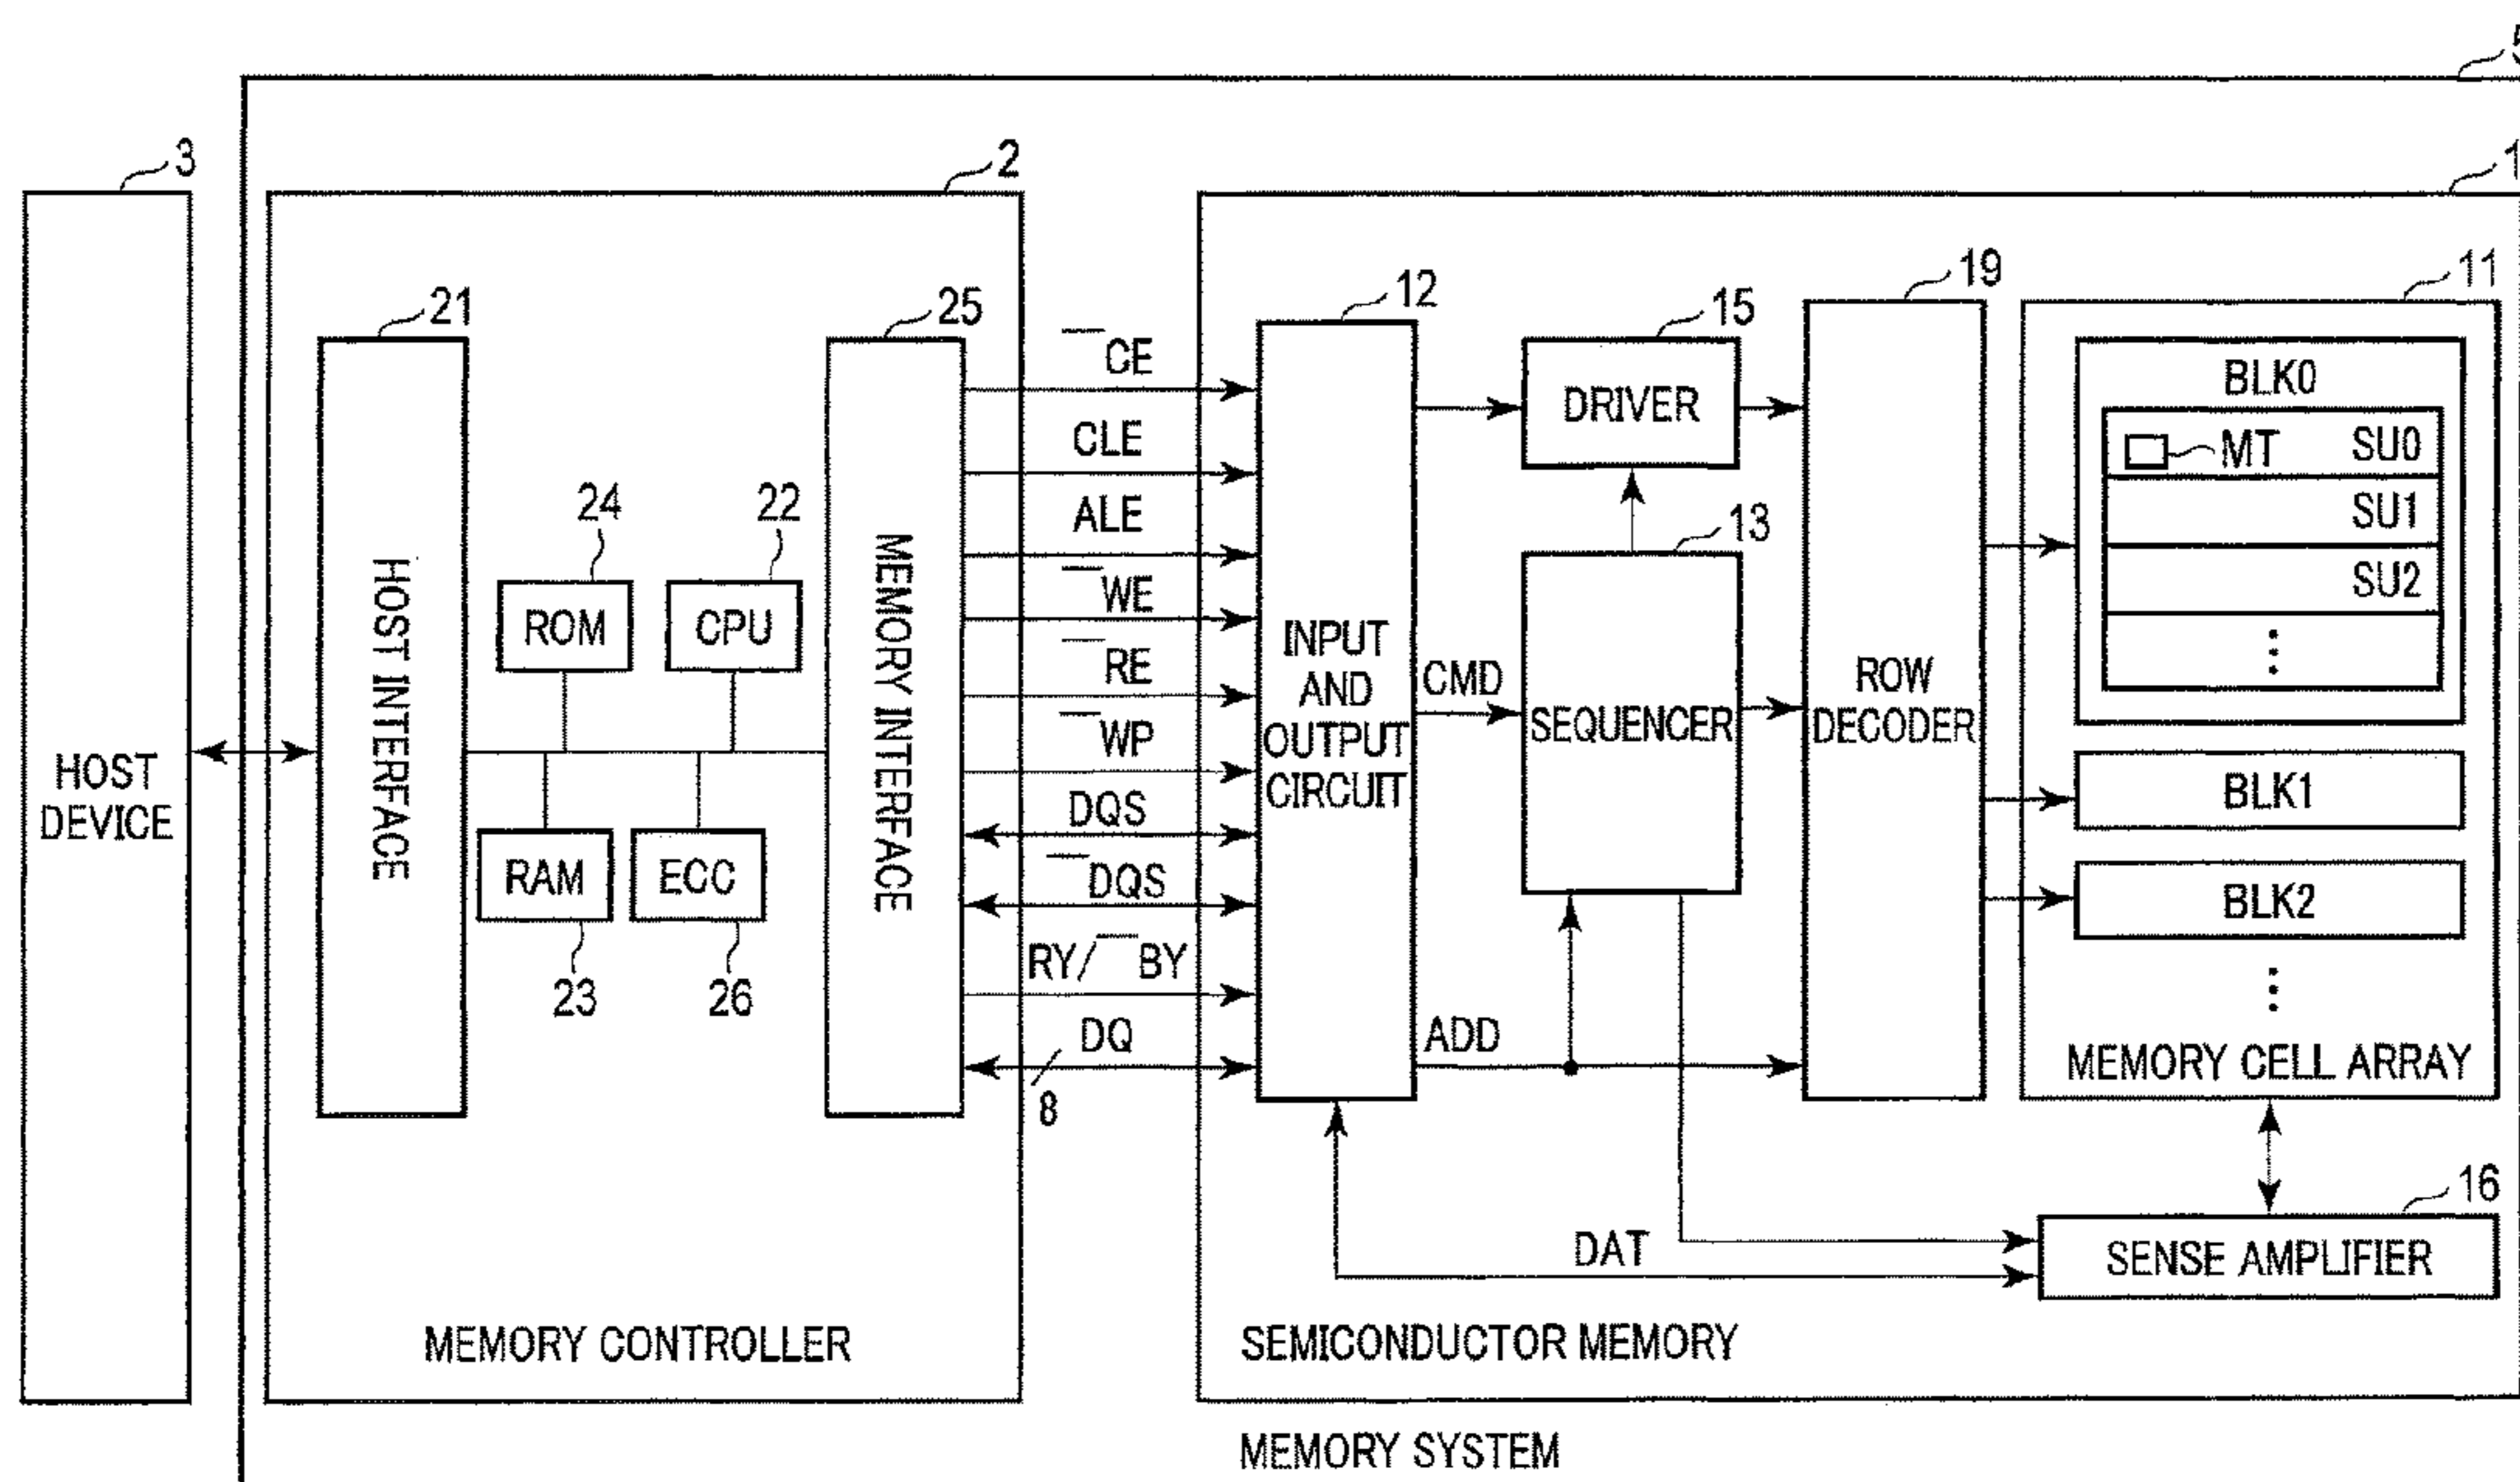 5
3
2
1
HOST
DEVICE
21
HOST INTERFACE
24
ROM
22
CPU
RAM
23
ECC
26
25
MEMORY INTERFACE
MEMORY CONTROLLER
‾CE
CLE
ALE
‾WE
‾RE
‾WP
DQS
‾DQS
RY/‾BY
DQ
8
12
INPUT
AND
OUTPUT
CIRCUIT
15
DRIVER
CMD
13
SEQUENCER
ADD
DAT
19
ROW
DECODER
11
BLK0
MT
SU0
SU1
SU2
⋮
BLK1
BLK2
⋮
MEMORY CELL ARRAY
16
SENSE AMPLIFIER
SEMICONDUCTOR MEMORY
MEMORY SYSTEM